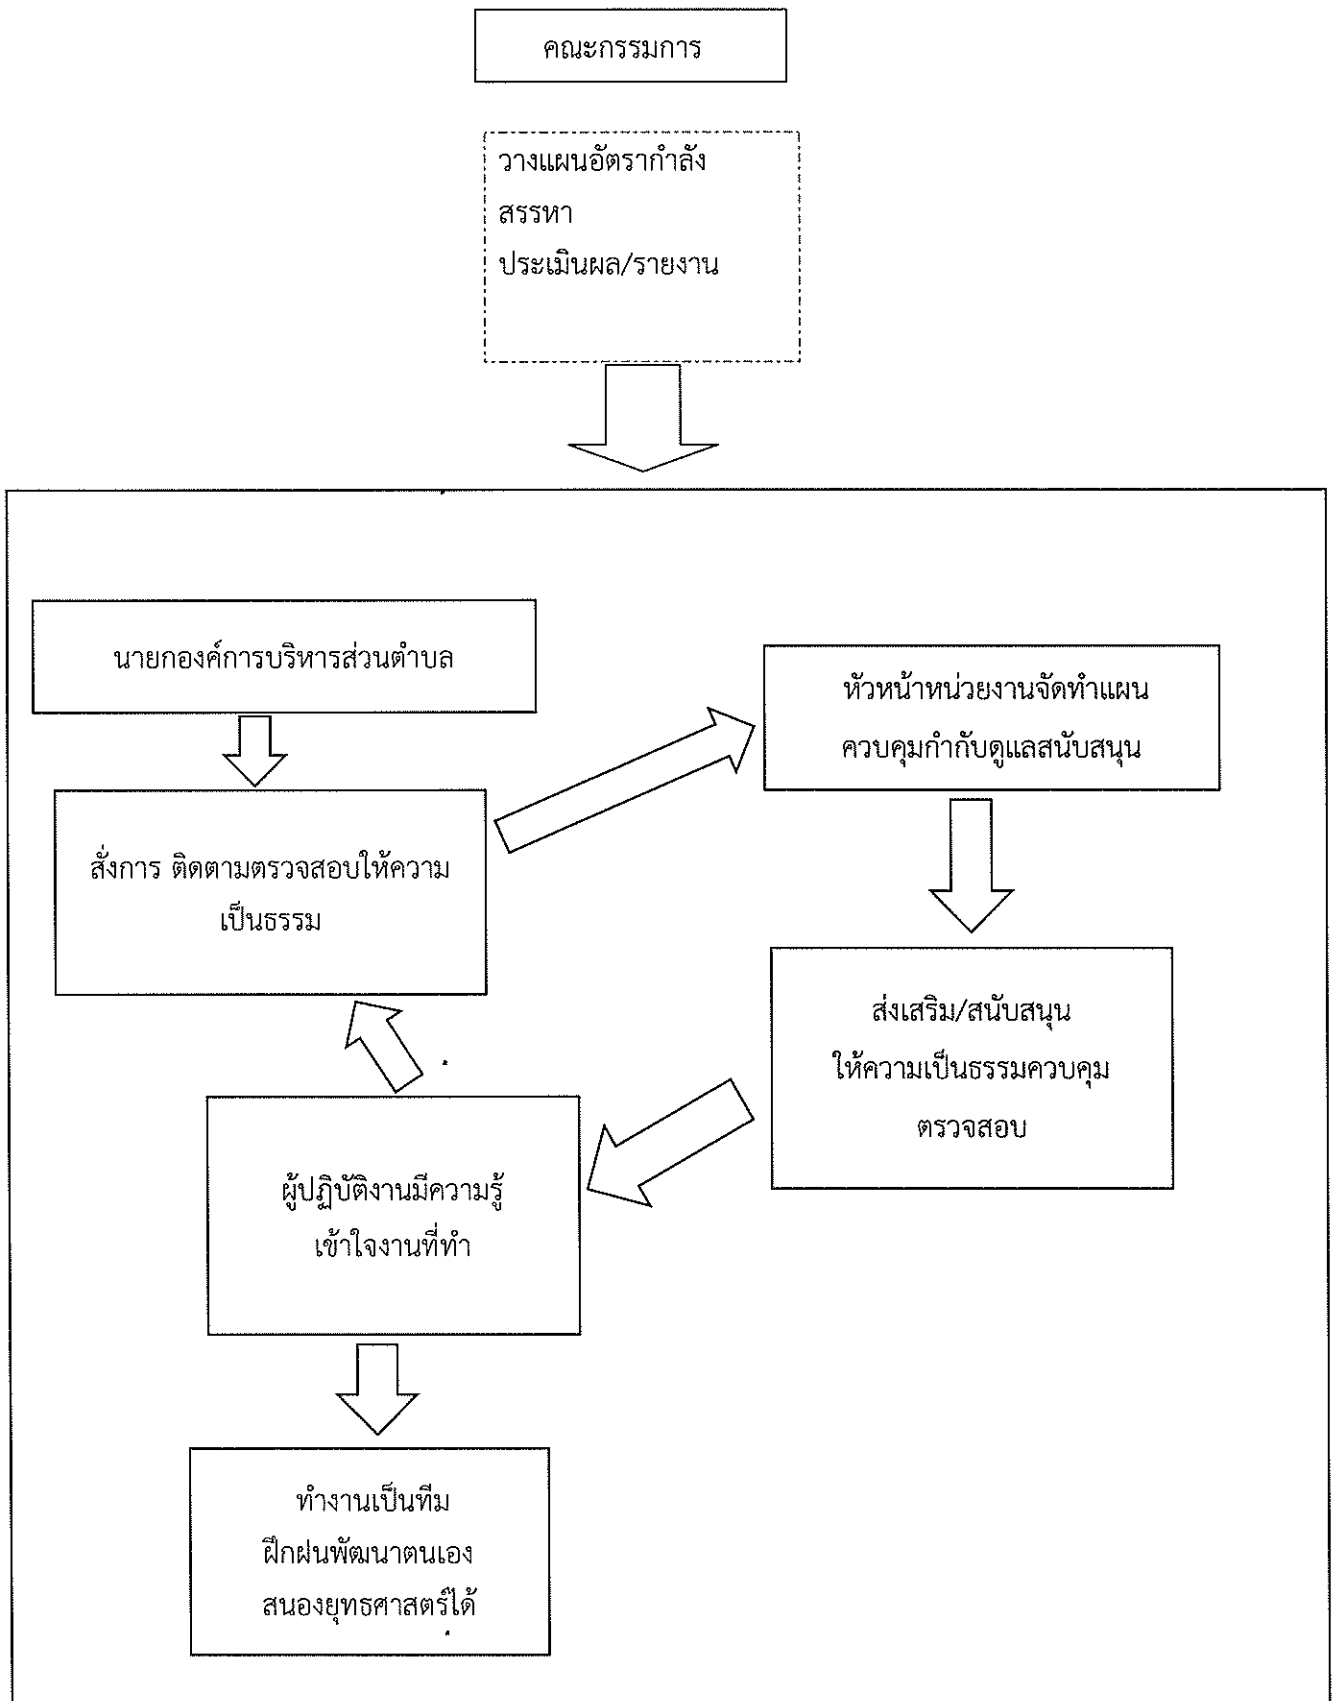 คณะกรรมการ
วางแผนอัตรากำลัง
สรรหา
ประเมินผล/รายงาน
นายกองค์การบริหารส่วนตำบล
หัวหน้าหน่วยงานจัดทำแผน
ควบคุมกำกับดูแลสนับสนุน
สั่งการ ติดตามตรวจสอบให้ความ
เป็นธรรม
ส่งเสริม/สนับสนุน
ให้ความเป็นธรรมควบคุม
ตรวจสอบ
ผู้ปฏิบัติงานมีความรู้
เข้าใจงานที่ทำ
ทำงานเป็นทีม
ฝึกฝนพัฒนาตนเอง
สนองยุทธศาสตร์ได้